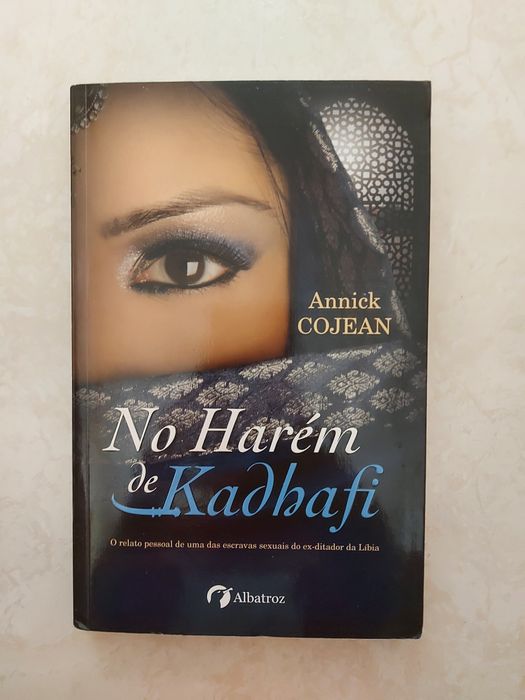 Annick
COJEAN
No Harém
de Kadhafi
O relato pessoal de uma das escravas sexuais do ex-ditador da Líbia
Albatroz